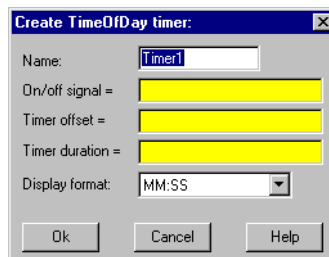 Create TimeOfDay timer:
Name: Timer1
On/off signal =
Timer offset =
Timer duration =
Display format: MM:SS
Ok Cancel Help